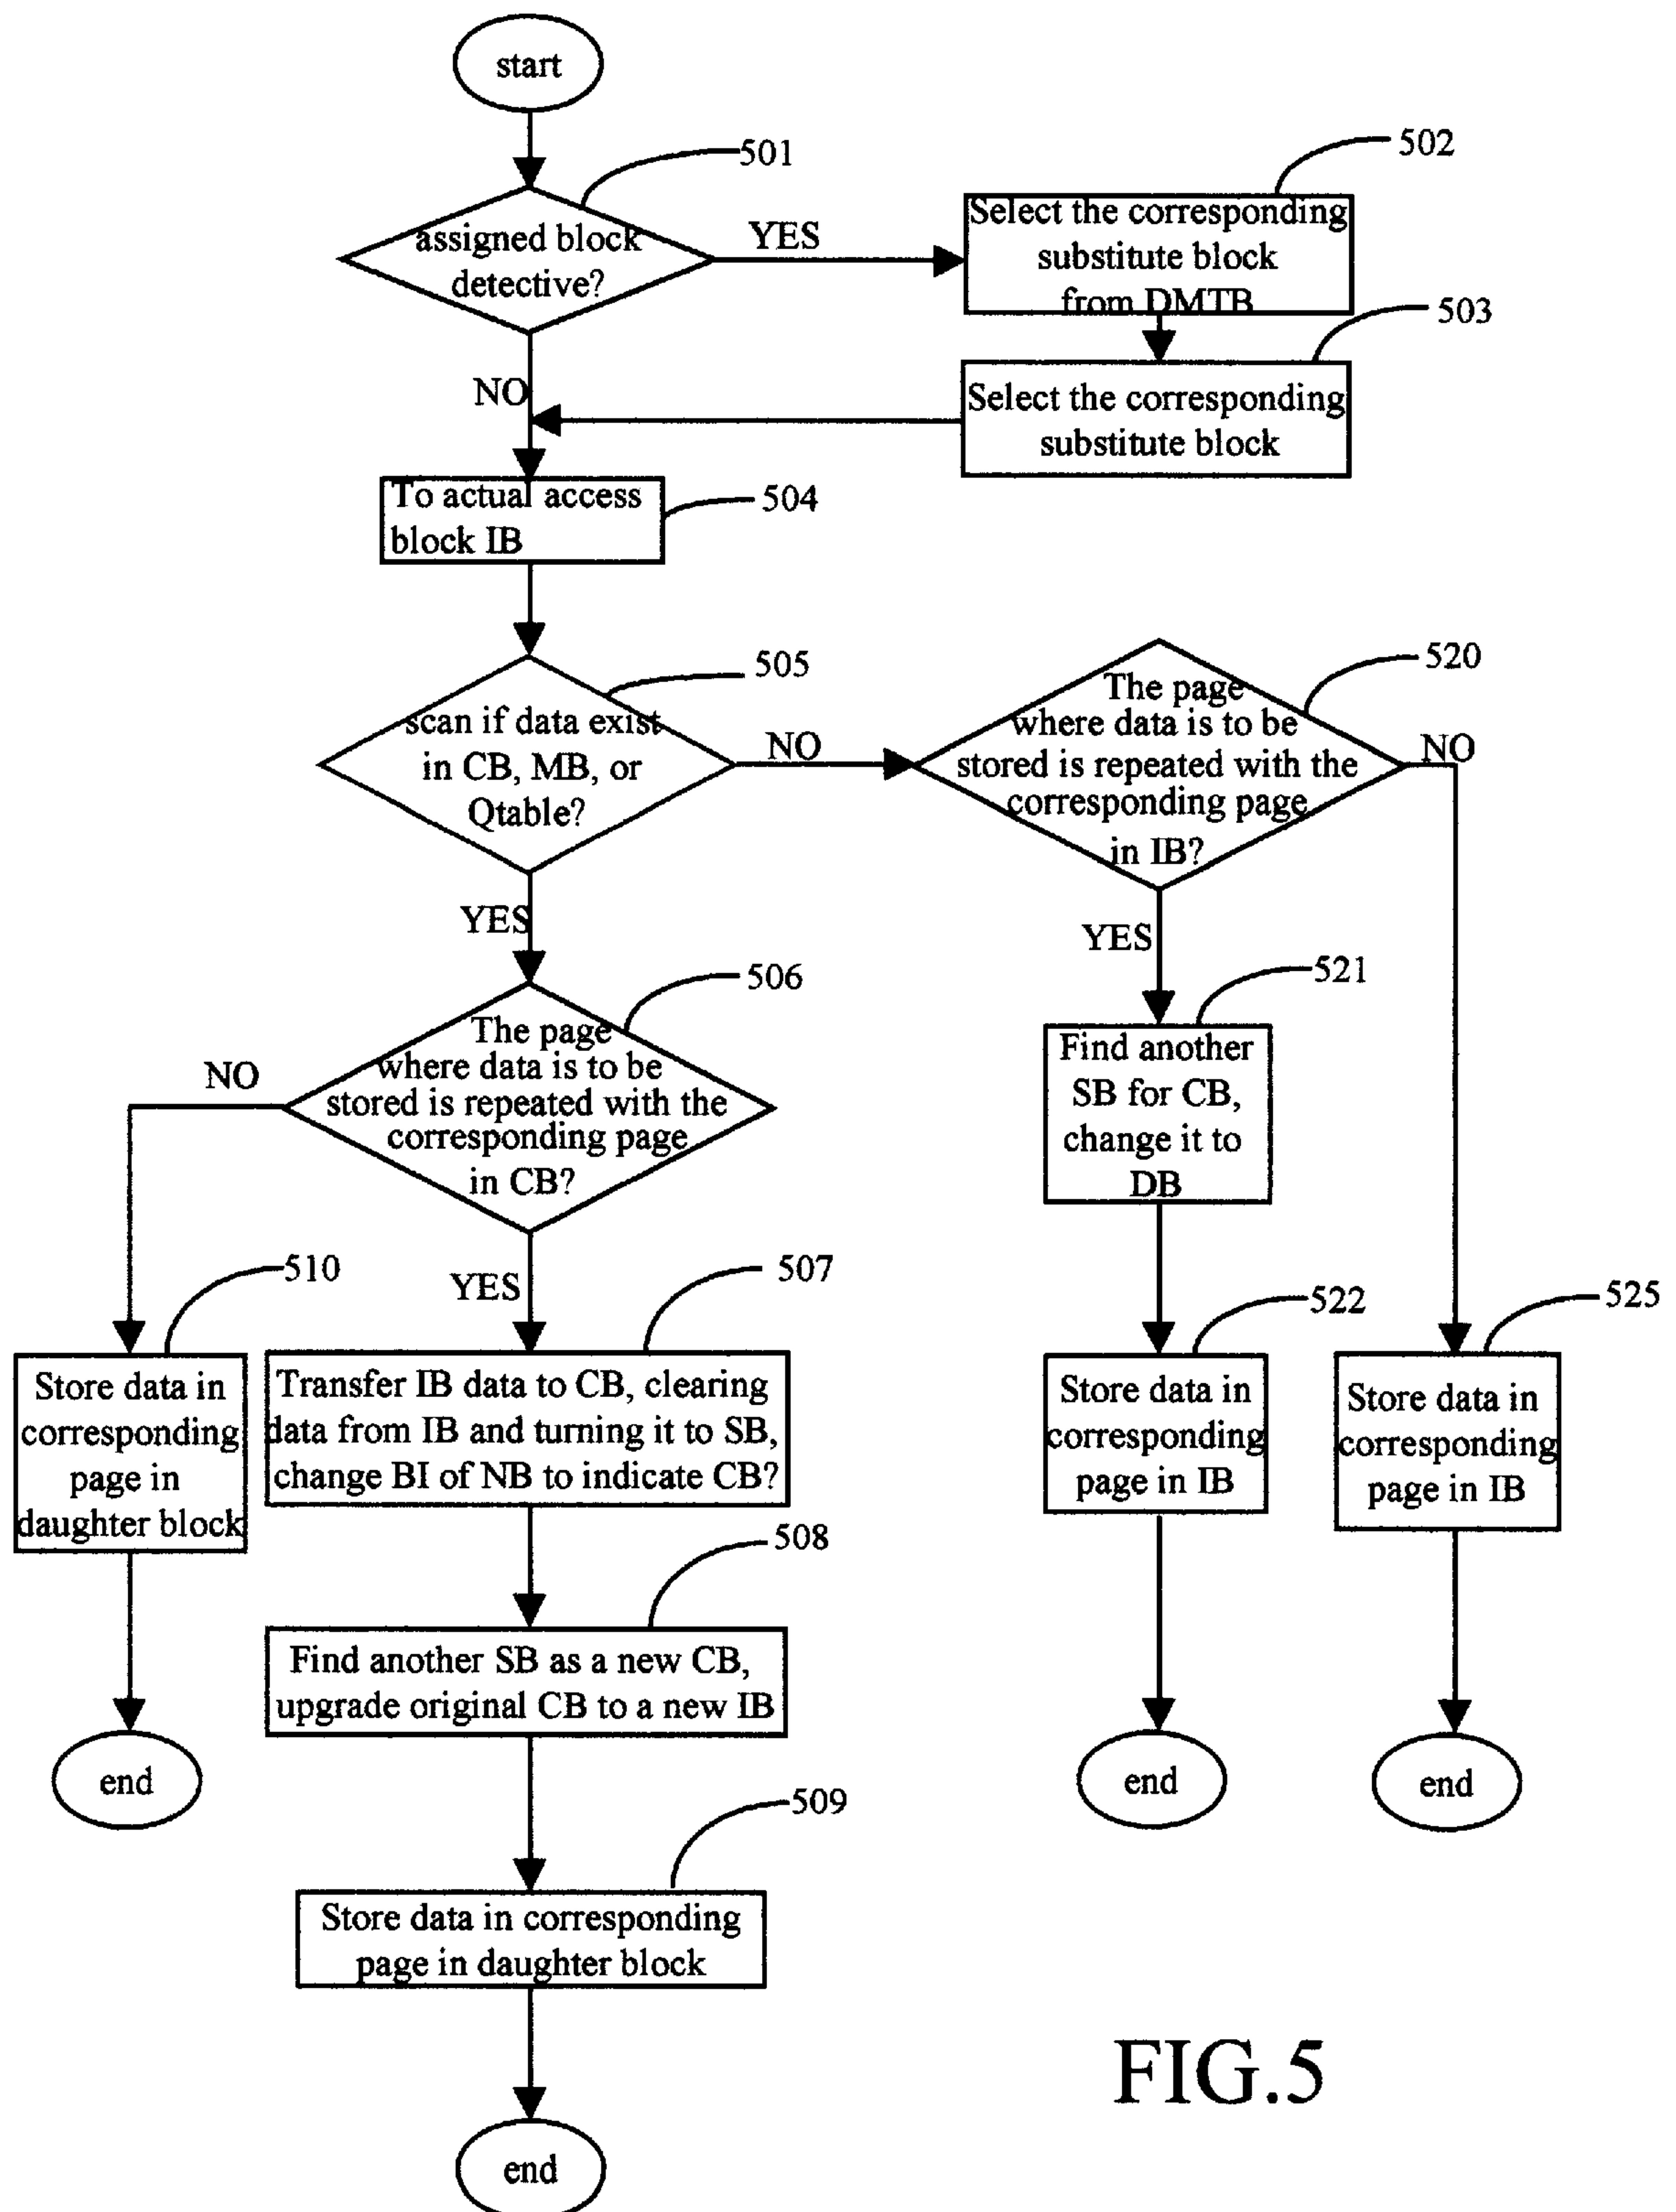 start
501
assigned block
detective?
YES
502
Select the corresponding
substitute block
from DMTB
503
Select the corresponding
substitute block
NO
To actual access
block IB
504
505
scan if data exist
in CB, MB, or
Qtable?
NO
520
The page
where data is to be
stored is repeated with the
corresponding page
in IB?
NO
YES
YES
506
The page
where data is to be
stored is repeated with the
corresponding page
in CB?
NO
521
Find another
SB for CB,
change it to
DB
510
YES
507
522
525
Store data in
corresponding
page in
daughter block
Transfer IB data to CB, clearing
data from IB and turning it to SB,
change BI of NB to indicate CB?
Store data in
corresponding
page in IB
Store data in
corresponding
page in IB
508
Find another SB as a new CB,
upgrade original CB to a new IB
end
end
end
509
Store data in corresponding
page in daughter block
end
FIG.5